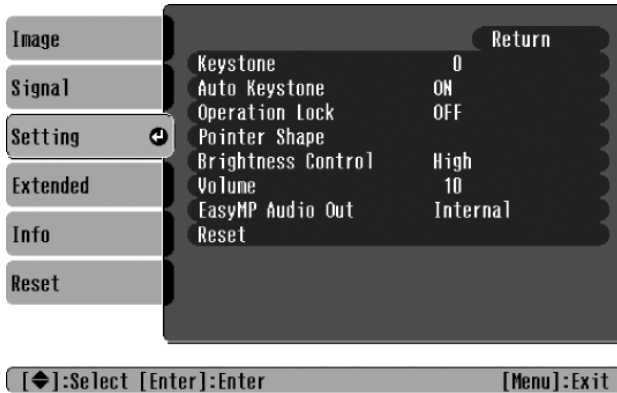 Image
Signal
Setting
Extended
Info
Reset
Return
Keystone 0
Auto Keystone ON
Operation Lock OFF
Pointer Shape
Brightness Control High
Volume 10
EasyMP Audio Out Internal
Reset
[◆]:Select [Enter]:Enter [Menu]:Exit